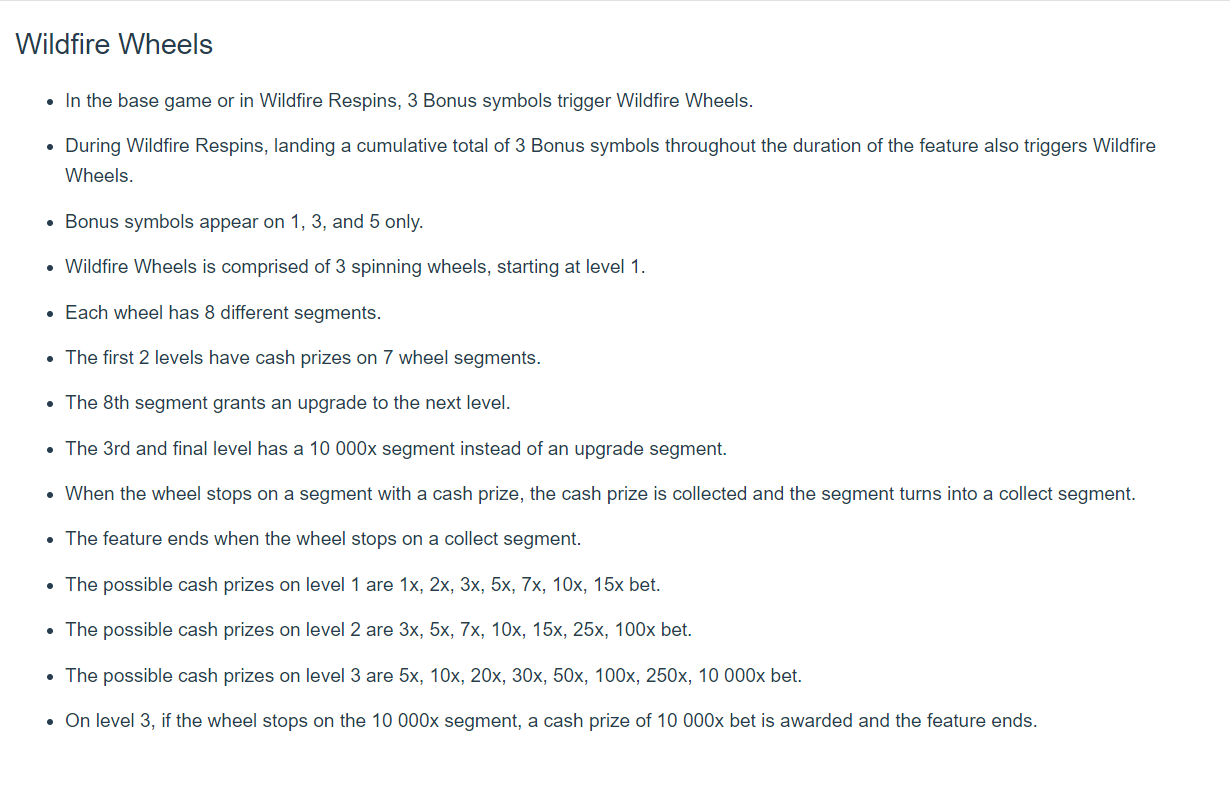 Wildfire Wheels
• In the base game or in Wildfire Respins, 3 Bonus symbols trigger Wildfire Wheels.
• During Wildfire Respins, landing a cumulative total of 3 Bonus symbols throughout the duration of the feature also triggers Wildfire
Wheels.
• Bonus symbols appear on 1, 3, and 5 only.
• Wildfire Wheels is comprised of 3 spinning wheels, starting at level 1.
• Each wheel has 8 different segments.
• The first 2 levels have cash prizes on 7 wheel segments.
• The 8th segment grants an upgrade to the next level.
• The 3rd and final level has a 10 000x segment instead of an upgrade segment.
• When the wheel stops on a segment with a cash prize, the cash prize is collected and the segment turns into a collect segment.
• The feature ends when the wheel stops on a collect segment.
• The possible cash prizes on level 1 are 1x, 2x, 3x, 5x, 7x, 10x, 15x bet.
• The possible cash prizes on level 2 are 3x, 5x, 7x, 10x, 15x, 25x, 100x bet.
• The possible cash prizes on level 3 are 5x, 10x, 20x, 30x, 50x, 100x, 250x, 10 000x bet.
• On level 3, if the wheel stops on the 10 000x segment, a cash prize of 10 000x bet is awarded and the feature ends.